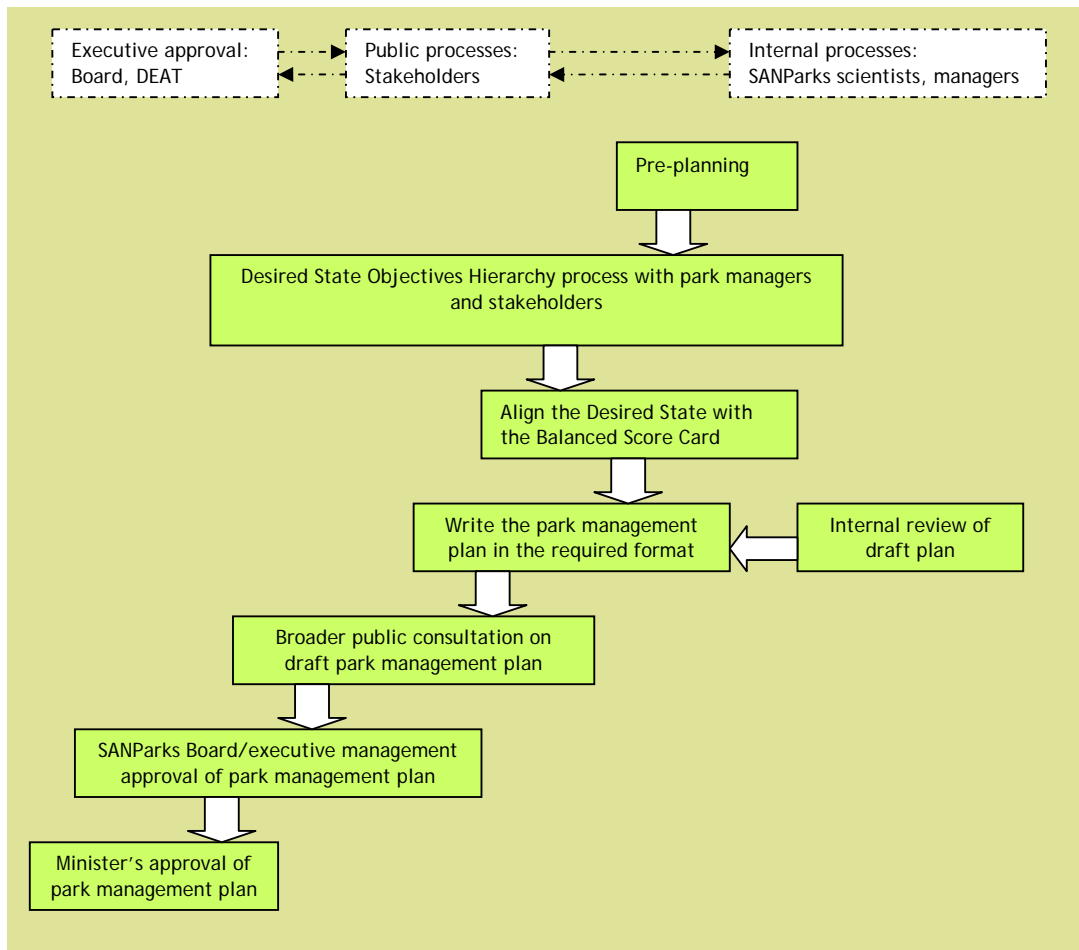 Executive approval:
Board, DEAT
Public processes:
Stakeholders
Internal processes:
SANParks scientists, managers
Pre-planning
Desired State Objectives Hierarchy process with park managers
and stakeholders
Align the Desired State with
the Balanced Score Card
Write the park management
plan in the required format
Internal review of
draft plan
Broader public consultation on
draft park management plan
SANParks Board/executive management
approval of park management plan
Minister’s approval of
park management plan